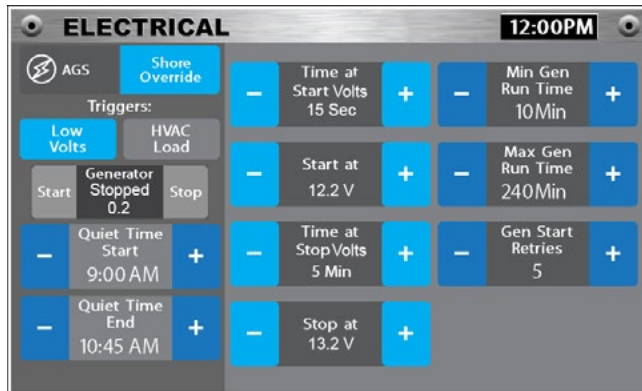 ELECTRICAL
12:00PM
AGS
Shore
Override
Triggers:
Low
Volts
HVAC
Load
Start
Generator
Stopped
0.2
Stop
−
Quiet Time
Start
9:00 AM
+
−
Quiet Time
End
10:45 AM
+
−
Time at
Start Volts
15 Sec
+
−
Start at
12.2 V
+
−
Time at
Stop Volts
5 Min
+
−
Stop at
13.2 V
+
−
Min Gen
Run Time
10Min
+
−
Max Gen
Run Time
240Min
+
−
Gen Start
Retries
5
+